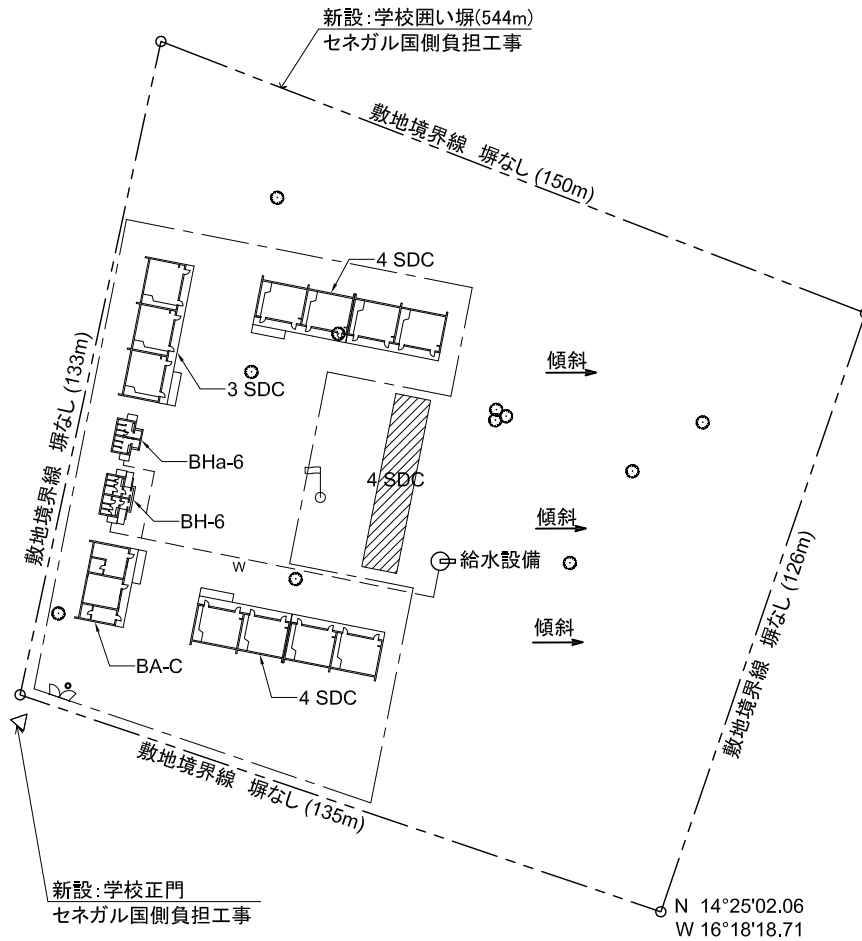 新設:学校囲い塀(544m)
セネガル国側負担工事
敷地境界線 塀なし (150m)
4 SDC
傾斜
3 SDC
敷地境界線 塀なし (133m)
BHa-6
4 SDC
BH-6
傾斜
給水設備
W
敷地境界線 塀なし (126m)
傾斜
BA-C
4 SDC
敷地境界線 塀なし (135m)
新設:学校正門
セネガル国側負担工事
N 14°25'02.06
W 16°18'18.71